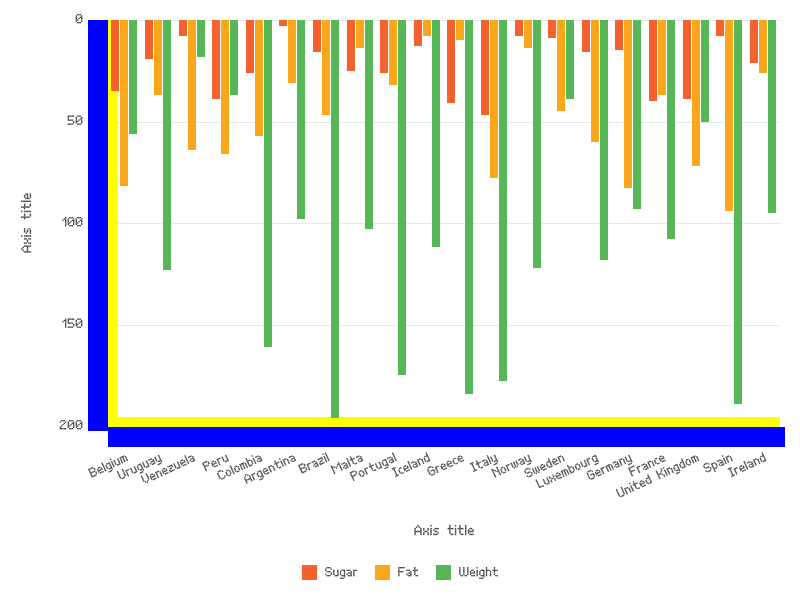 0
50
100
150
200
Axis title
Belgium
Uruguay
Venezuela
Peru
Colombia
Argentina
Brazil
Malta
Portugal
Iceland
Greece
Italy
Norway
Sweden
Luxembourg
Germany
France
United Kingdom
Spain
Ireland
Axis title
Sugar Fat Weight